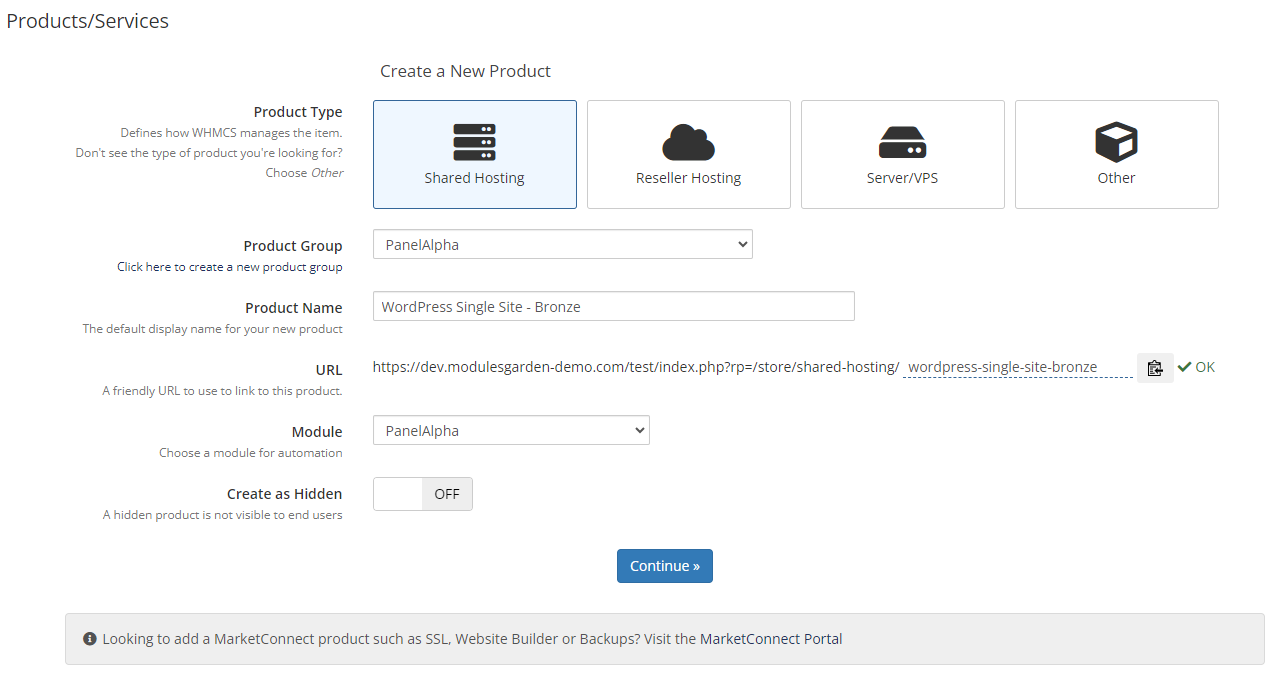 Products/Services
Create a New Product
Product Type
Defines how WHMCS manages the item.
Don't see the type of product you're looking for?
Choose Other
Shared Hosting
Reseller Hosting
Server/VPS
Other
Product Group
Click here to create a new product group
PanelAlpha
Product Name
The default display name for your new product
WordPress Single Site - Bronze
URL
A friendly URL to use to link to this product.
https://dev.modulesgarden-demo.com/test/index.php?rp=/store/shared-hosting/ wordpress-single-site-bronze OK
Module
Choose a module for automation
PanelAlpha
Create as Hidden
A hidden product is not visible to end users
OFF
Continue »
Looking to add a MarketConnect product such as SSL, Website Builder or Backups? Visit the MarketConnect Portal